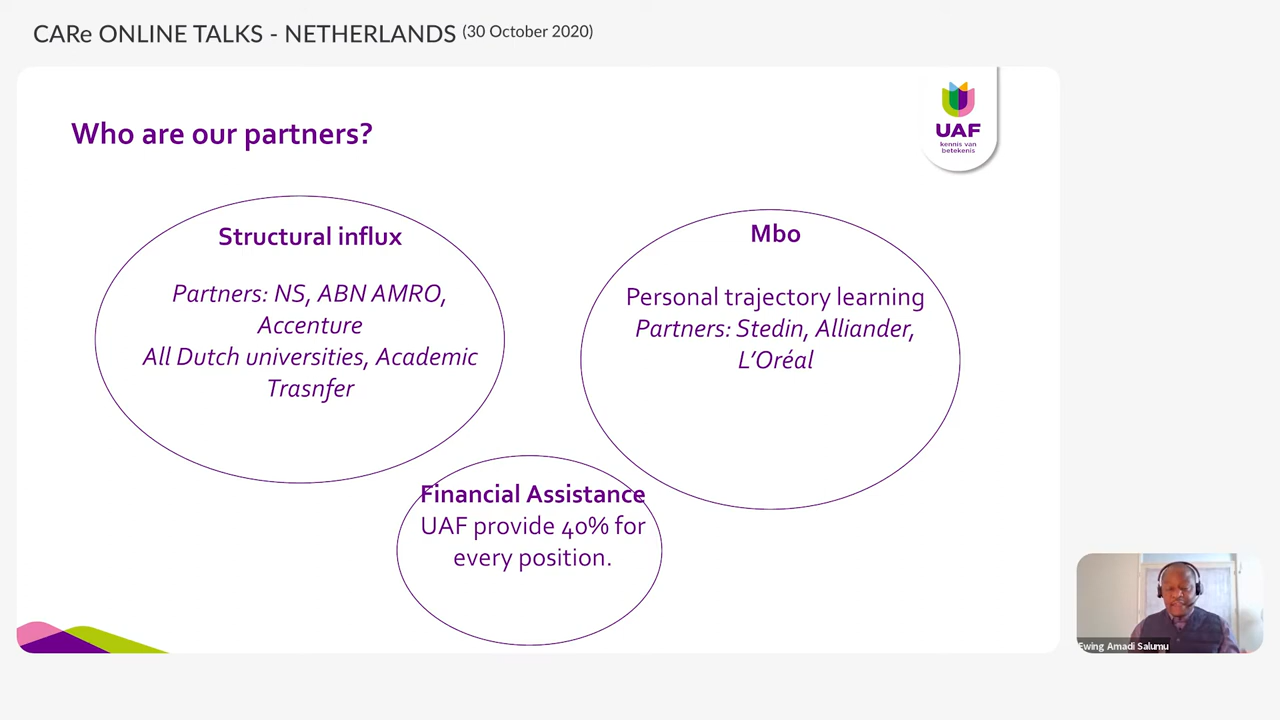 CARe ONLINE TALKS - NETHERLANDS (30 October 2020)
Who are our partners?
UAF
kennis van
betekenis
Structural influx
Partners: NS, ABN AMRO,
Accenture
All Dutch universities, Academic
Trasnfer
Mbo
Personal trajectory learning
Partners: Stedin, Alliander,
L'Oréal
Financial Assistance
UAF provide 40% for
every position.
Ewing Amadi Salumu